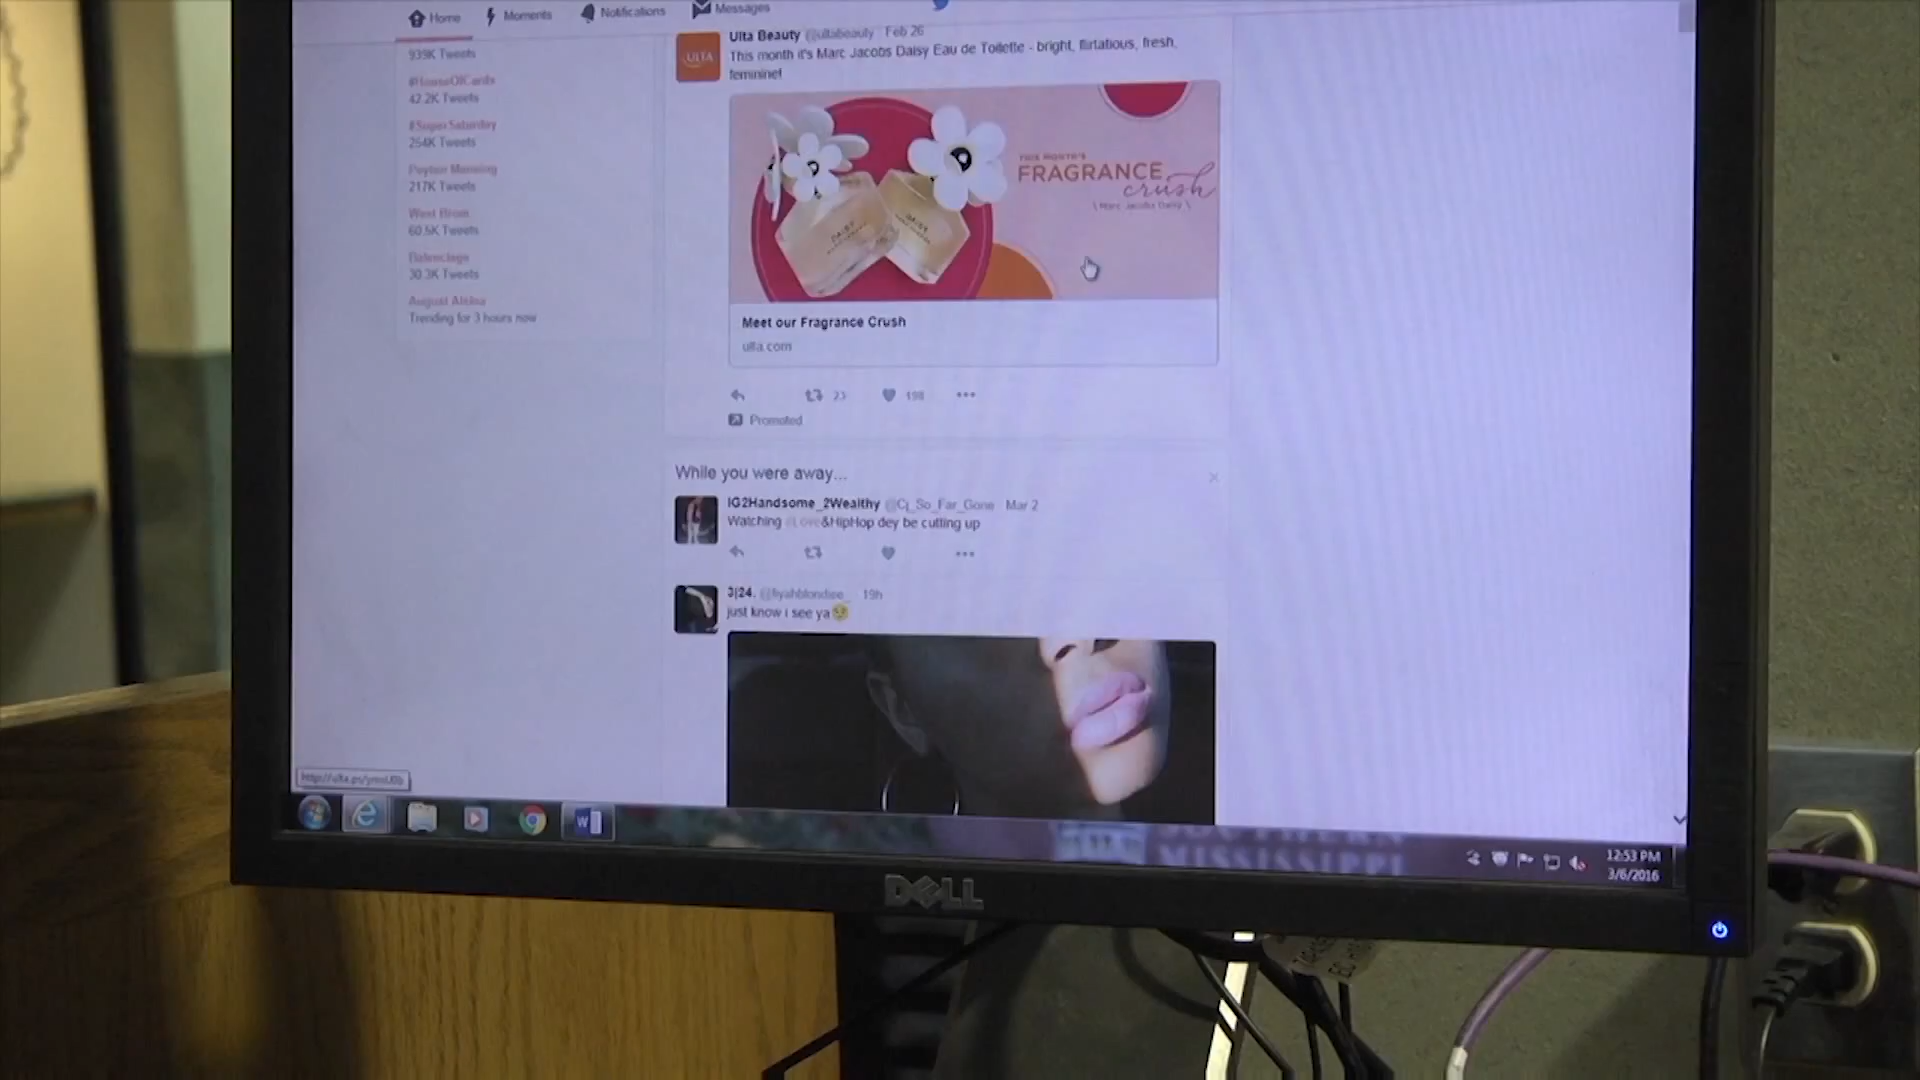 Home Moments Notifications Messages
939K Tweets
#HouseOfCards
42.2K Tweets
#SuperSaturday
254K Tweets
Peyton Manning
217K Tweets
West Brom
60.5K Tweets
Balenciaga
30.3K Tweets
August Alsina
Trending for 3 hours now
Ulta Beauty @ultabeauty Feb 26
This month it's Marc Jacobs Daisy Eau de Toilette - bright, flirtatious, fresh,
feminine!
ULTA
THIS MONTH'S
FRAGRANCE
crush
\ Marc Jacobs Daisy \
DAISY
DAISY
Meet our Fragrance Crush
ulta.com
23 198
Promoted
While you were away...
IG2Handsome_2Wealthy @Cj_So_Far_Gone Mar 2
Watching @Love&HipHop dey be cutting up
3|24. 19h
just know i see ya
SOUTHERN
MISSISSIPPI
12:53 PM
3/6/2016
DELL